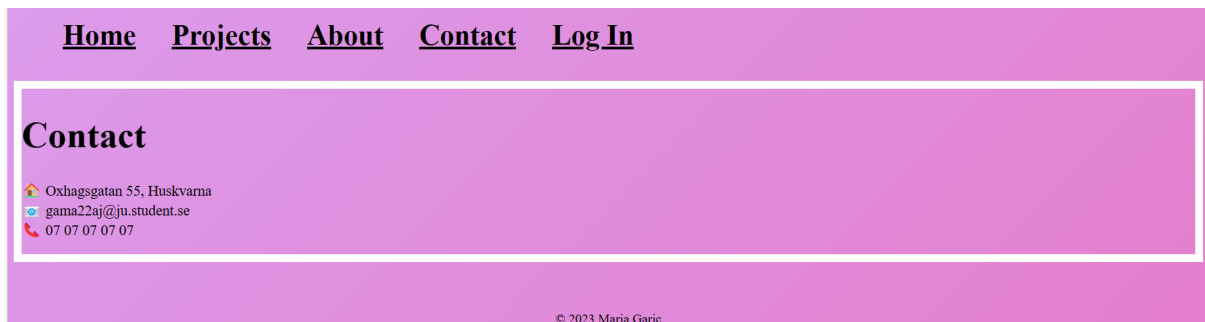 Home Projects About Contact Log In
Contact
Oxhagsgatan 55, Huskvarna
gama22aj@ju.student.se
07 07 07 07 07
© 2023 Maria Garic